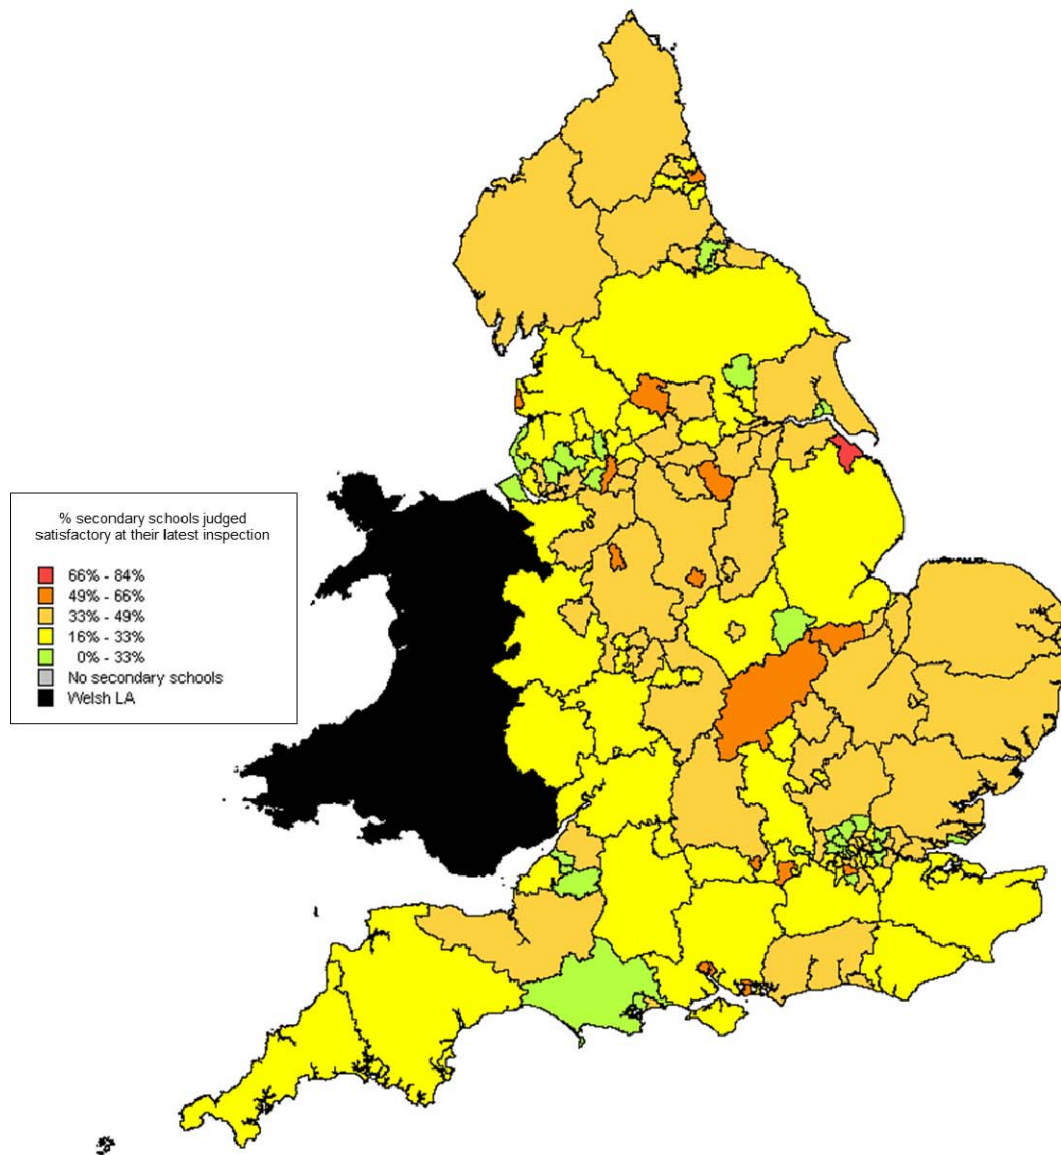 % secondary schools judged
satisfactory at their latest inspection
66% - 84%
49% - 66%
33% - 49%
16% - 33%
0% - 33%
No secondary schools
Welsh LA